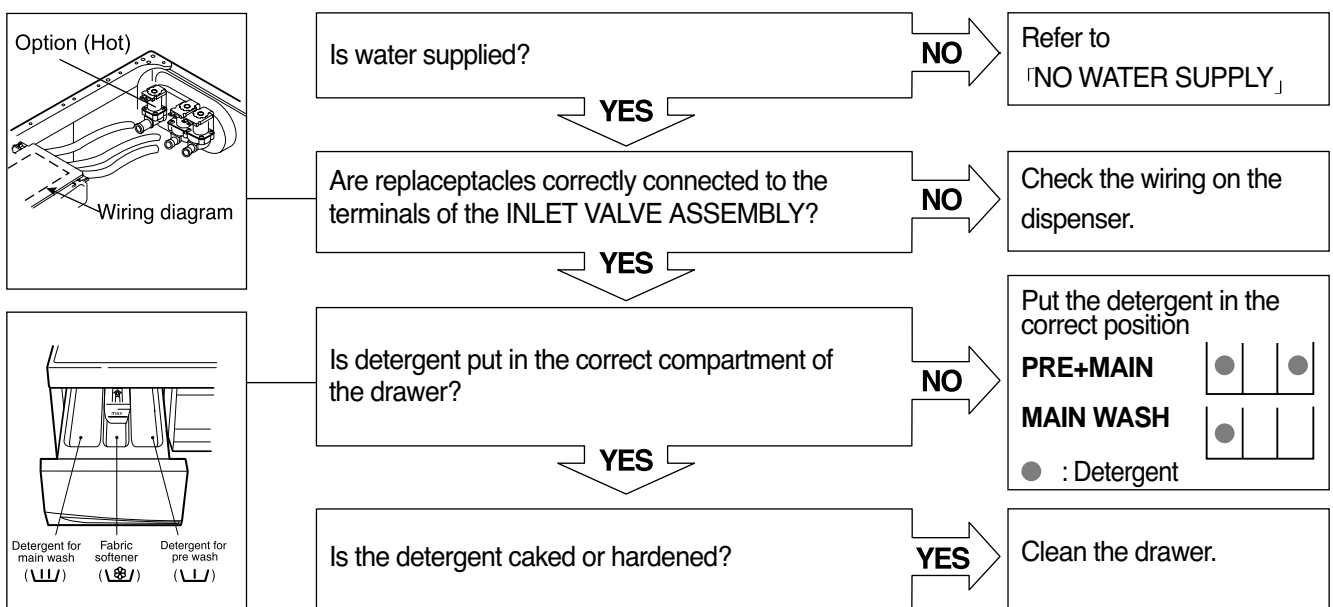 Option (Hot)
Wiring diagram
Is water supplied?
NO
Refer to
「NO WATER SUPPLY」
YES
Are replaceptacles correctly connected to the
terminals of the INLET VALVE ASSEMBLY?
NO
Check the wiring on the
dispenser.
YES
max
Detergent for
main wash
Fabric
softener
Detergent for
pre wash
Is detergent put in the correct compartment of
the drawer?
NO
Put the detergent in the
correct position
PRE+MAIN
MAIN WASH
: Detergent
YES
Is the detergent caked or hardened?
YES
Clean the drawer.